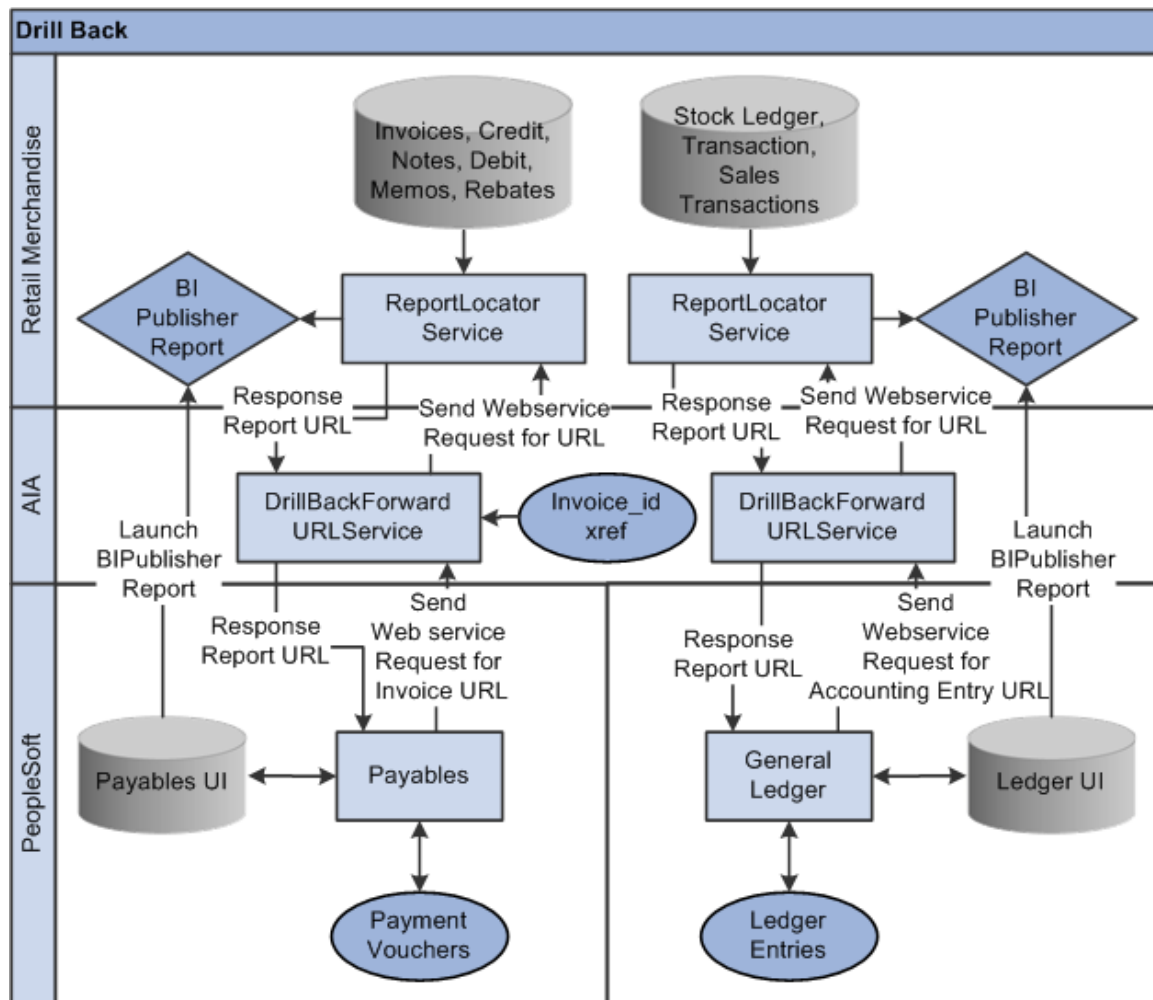 Drill Back
Retail Merchandise
Invoices, Credit,
Notes, Debit,
Memos, Rebates
Stock Ledger,
Transaction,
Sales
Transactions
BI
Publisher
Report
ReportLocator
Service
ReportLocator
Service
BI
Publisher
Report
Response
Report URL
Send Webservice
Request for URL
Response
Report URL
Send Webservice
Request for URL
AIA
DrillBackForward
URLService
Invoice_id
xref
DrillBackForward
URLService
Launch
BIPublisher
Report
Launch
BIPublisher
Report
PeopleSoft
Response
Report URL
Send
Web service
Request for
Invoice URL
Response
Report URL
Send
Webservice
Request for
Accounting Entry URL
Payables UI
Payables
General
Ledger
Ledger UI
Payment
Vouchers
Ledger
Entries